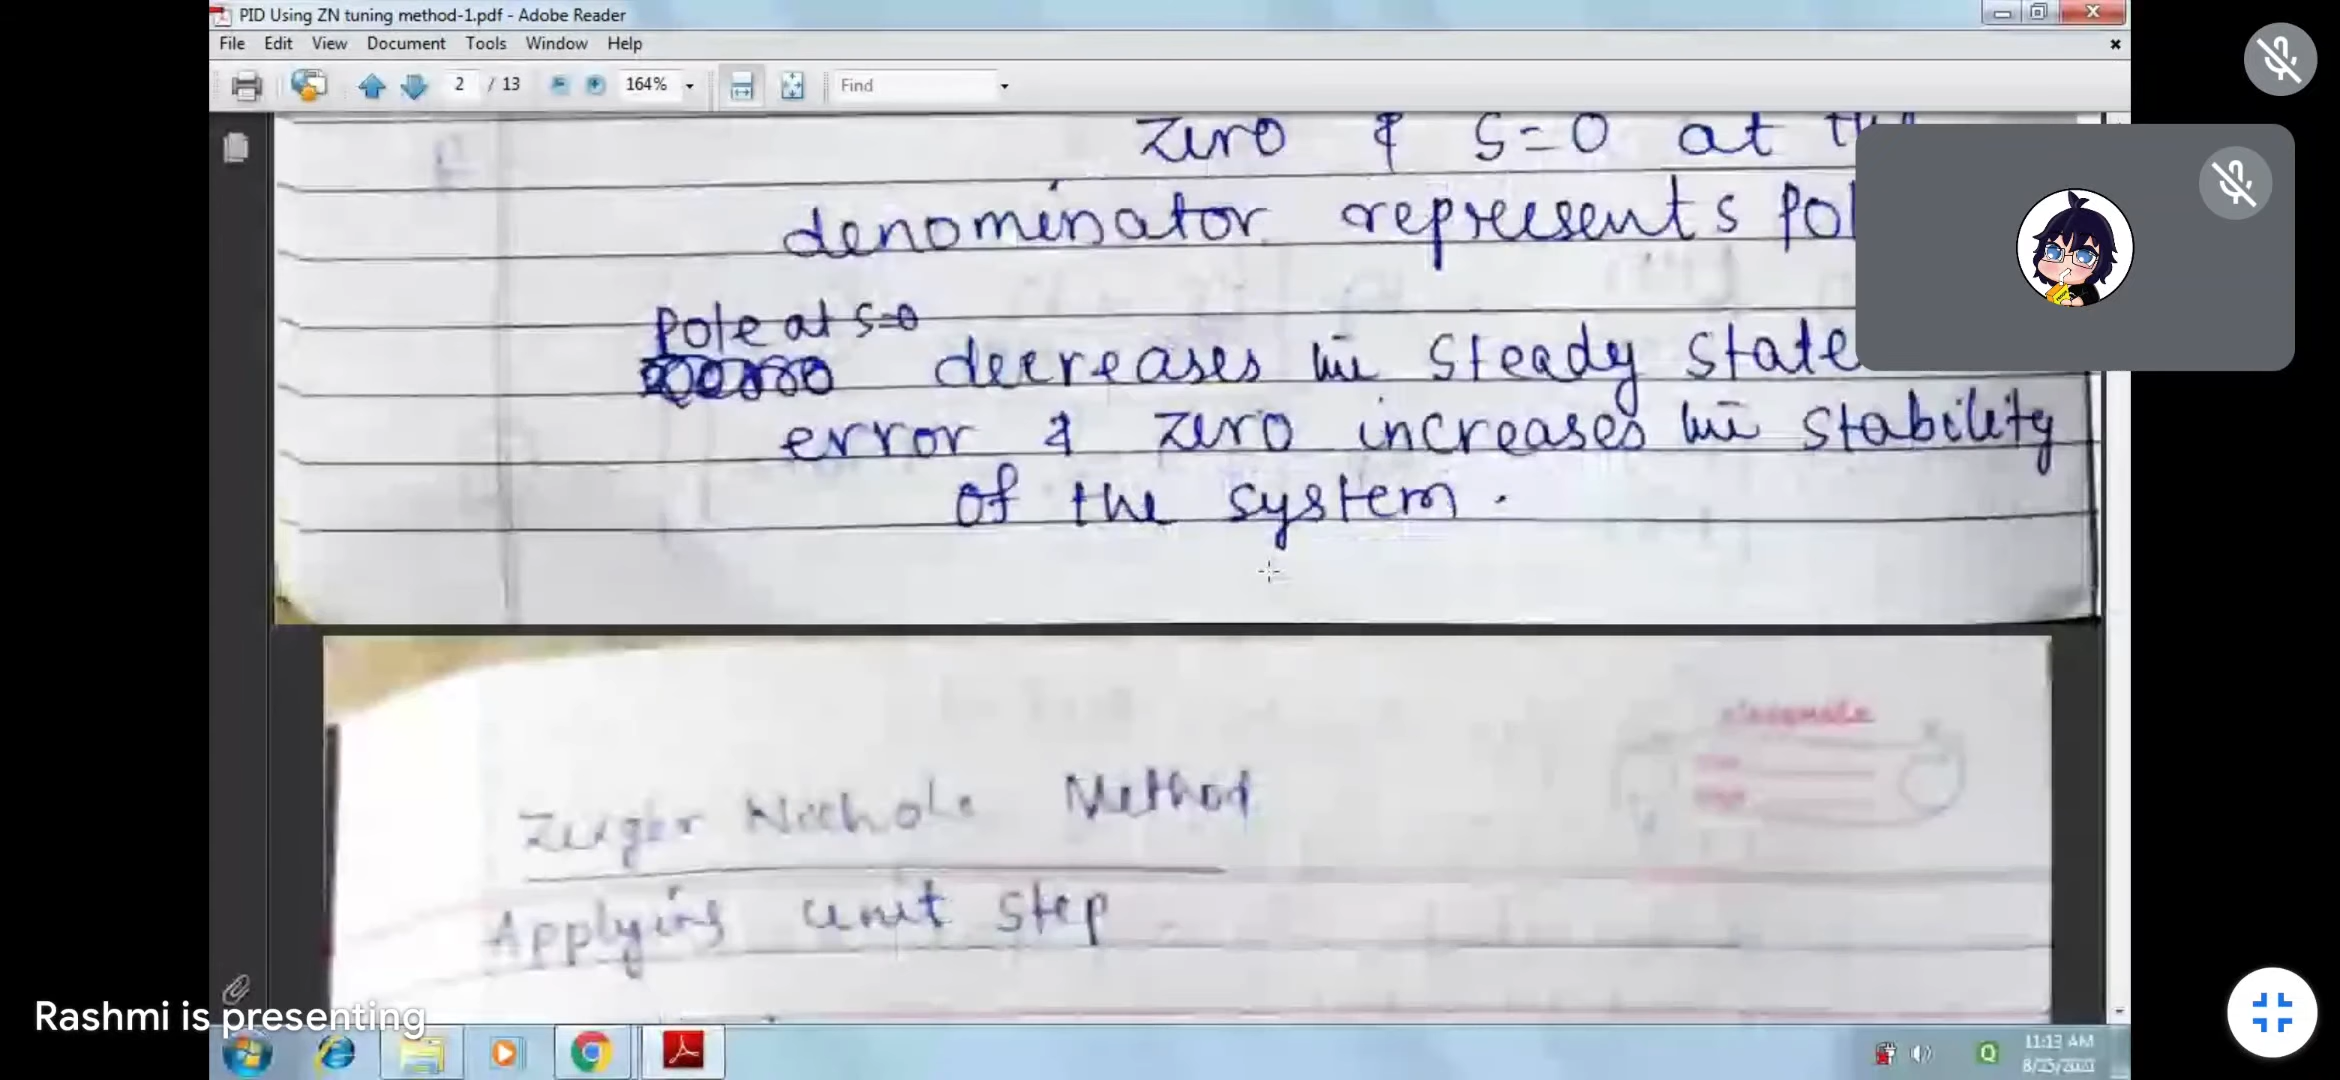 PID Using ZN tuning method-1.pdf - Adobe Reader
File Edit View Document Tools Window Help
2 / 13 164% Find
zero & S=0 at
denominator represents
Pole at S=0
decreases the steady state
error & zero increases the stability
of the system.
classmate
Zeigler Nichols Method
Applying unit step
Rashmi is presenting
11:13 AM